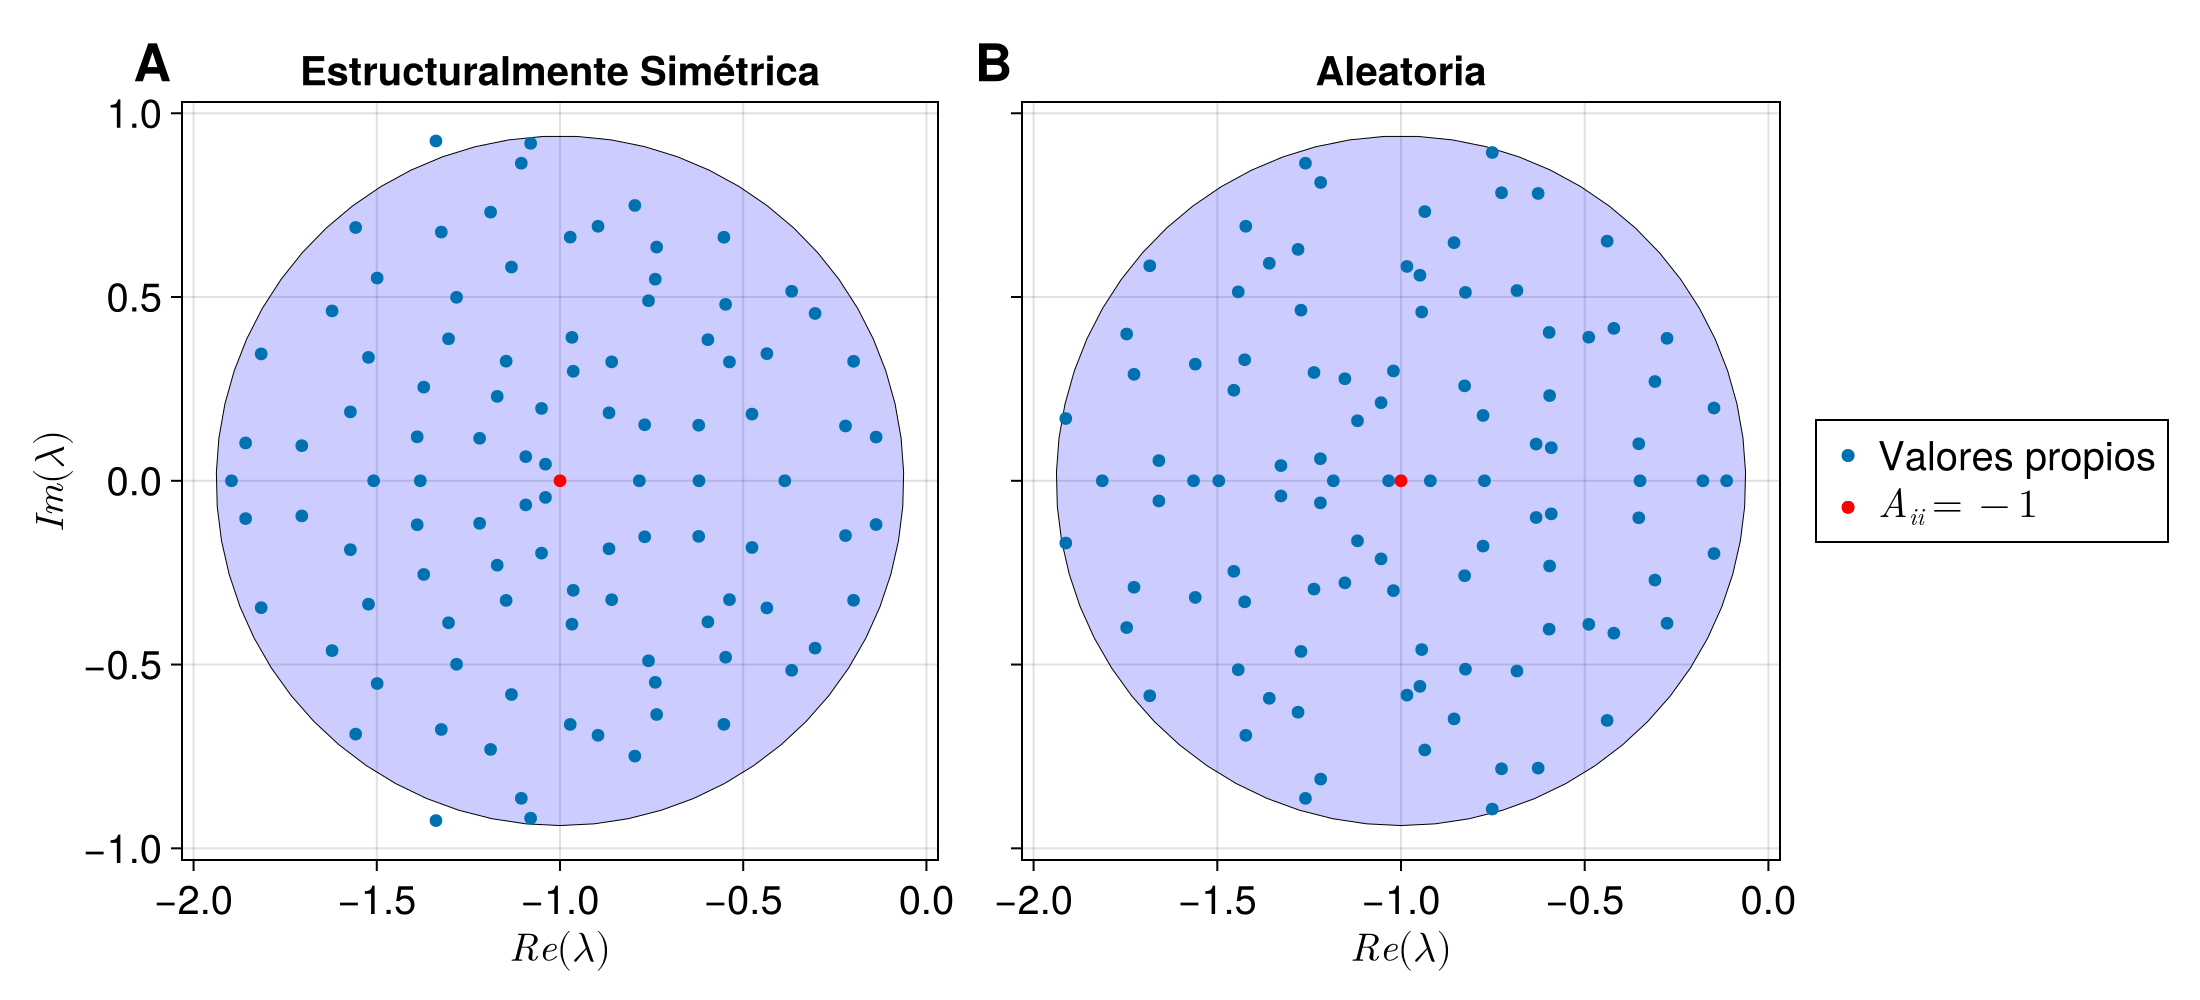 A
Estructuralmente Simétrica
B
Aleatoria
1.0
0.5
0.0
−0.5
−1.0
Im(λ)
−2.0 −1.5 −1.0 −0.5 0.0
−2.0 −1.5 −1.0 −0.5 0.0
Re(λ)
Re(λ)
Valores propios
A_{ii} = −1